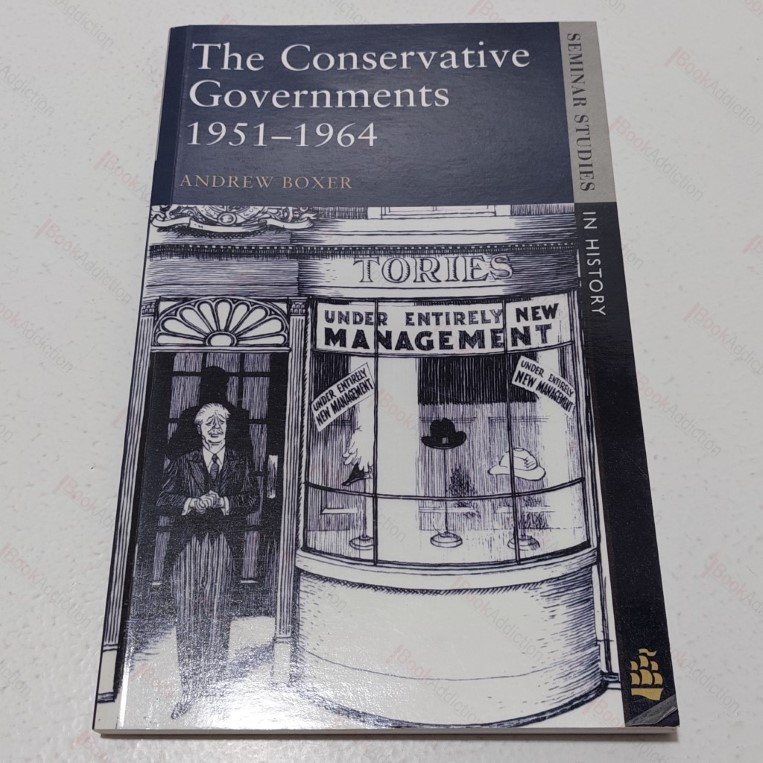 The Conservative
Governments
1951–1964
ANDREW BOXER
SEMINAR STUDIES
IN HISTORY
TORIES
UNDER ENTIRELY NEW
MANAGEMENT
UNDER ENTIRELY
NEW MANAGEMENT
UNDER ENTIRELY
NEW MANAGEMENT
BookAddiction